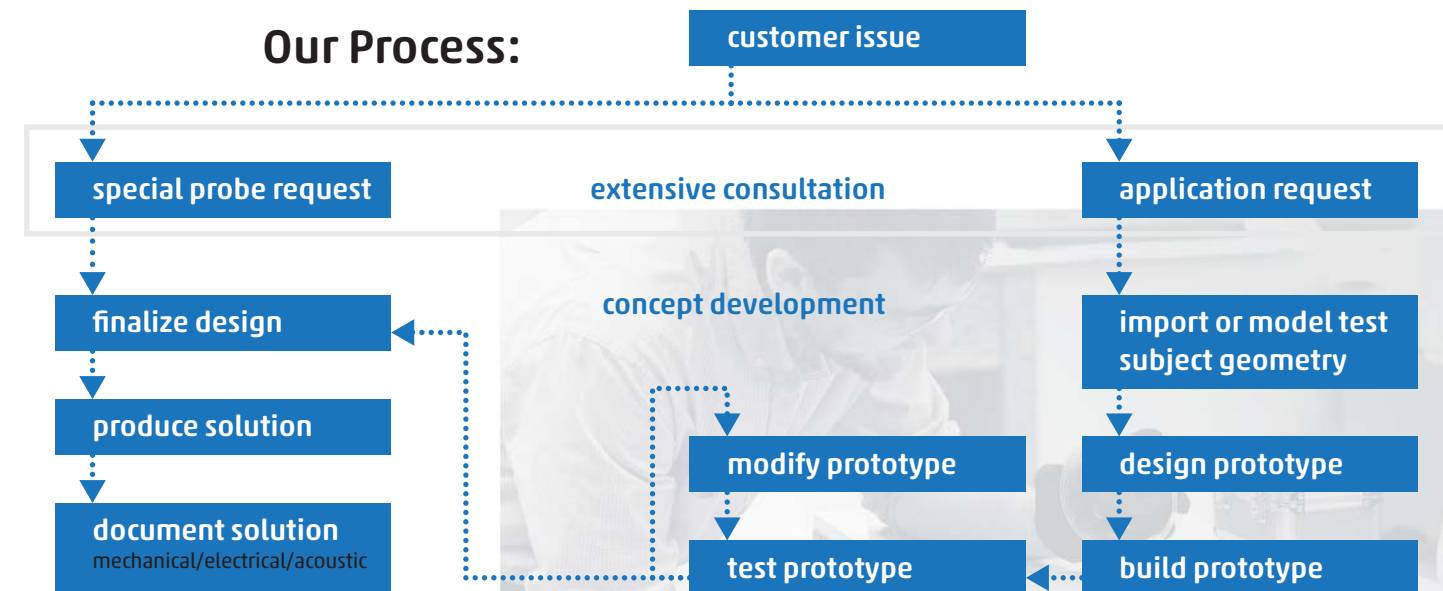 Our Process:
customer issue
special probe request
extensive consultation
application request
finalize design
concept development
import or model test
subject geometry
produce solution
modify prototype
design prototype
document solution
mechanical/electrical/acoustic
test prototype
build prototype